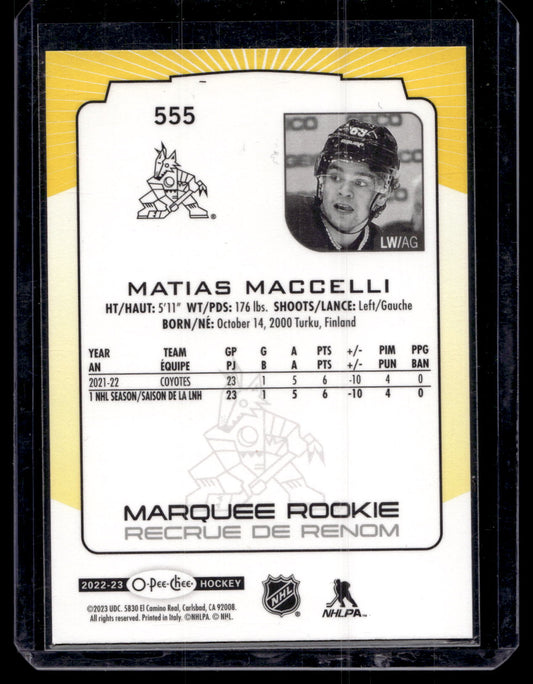 555
GEICO
63
LW/AG
MATIAS MACCELLI
HT/HAUT: 5'11" WT/PDS: 176 lbs. SHOOTS/LANCE: Left/Gauche
BORN/NÉ: October 14, 2000 Turku, Finland
YEAR TEAM GP G A PTS +/- PIM PPG
AN ÉQUIPE PJ B A PTS +/- PUN BAN
2021-22 COYOTES 23 1 5 6 -10 4 0
1 NHL SEASON/SAISON DE LA LNH 23 1 5 6 -10 4 0
MARQUEE ROOKIE
RECRUE DE RENOM
2022-23 O-Pee-Chee HOCKEY
NHL
NHLPA
©2023 UDC. 5830 El Camino Real, Carlsbad, CA 92008.
All rights reserved. Printed in Italy. ©NHLPA. © NHL.